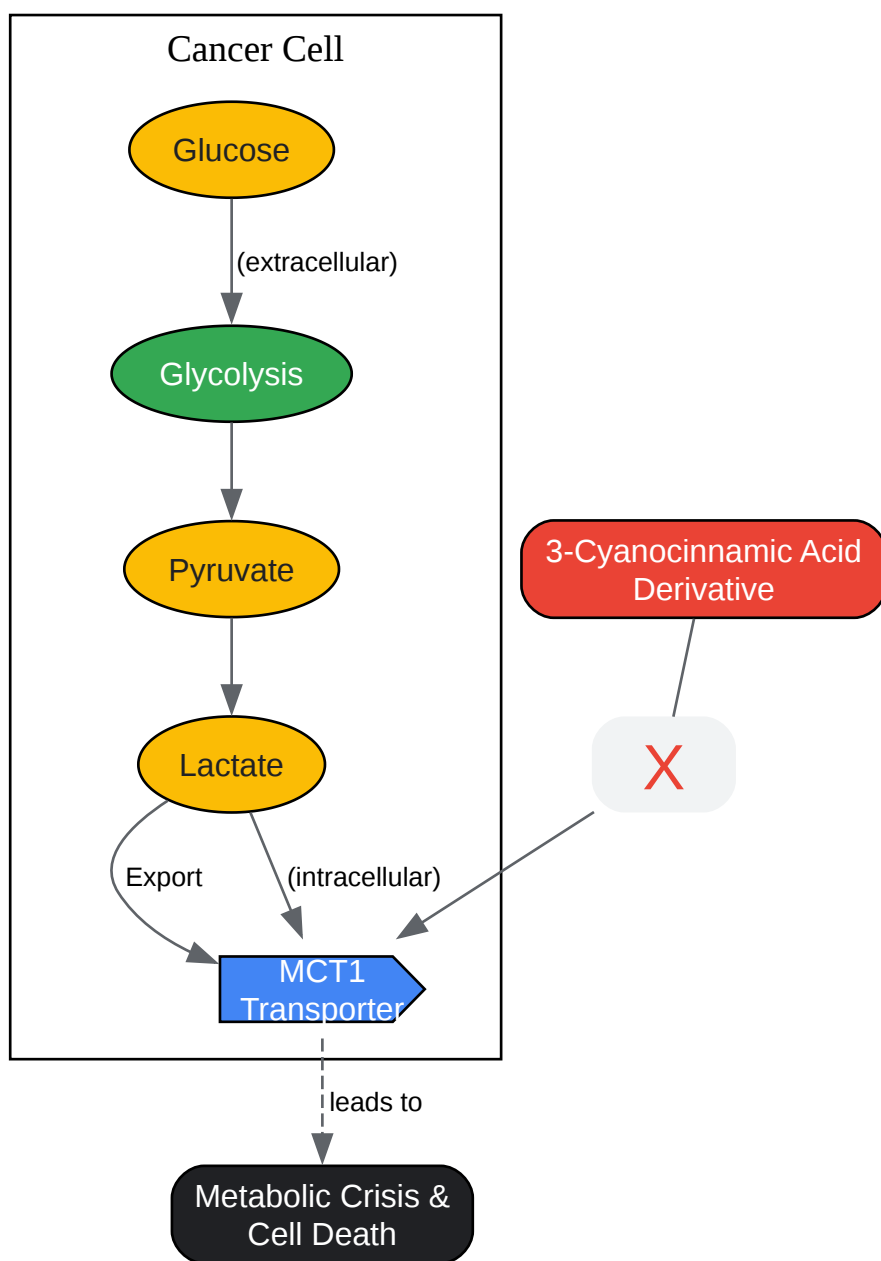 Cancer Cell
Glucose
(extracellular)
Glycolysis
Pyruvate
3-Cyanocinnamic Acid
Derivative
Lactate
X
Export
(intracellular)
MCT1
Transporter
leads to
Metabolic Crisis &
Cell Death